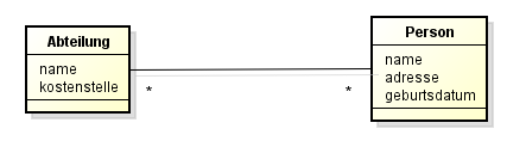 Abteilung
name
kostenstelle
*
*
Person
name
adresse
geburtsdatum